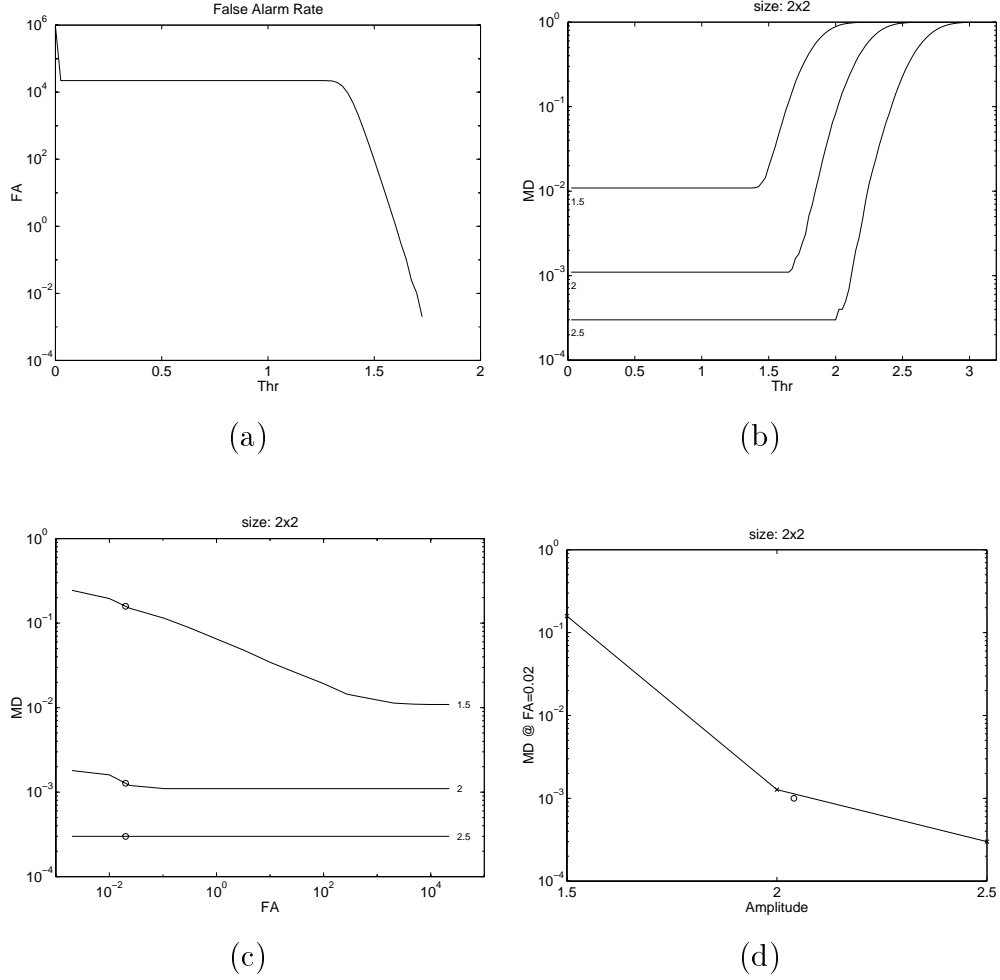 False Alarm Rate
10^6
10^4
10^2
10^0
10^−2
10^−4
FA
0 0.5 1 1.5 2
Thr
(a)
size: 2x2
10^0
10^−1
10^−2
10^−3
10^−4
MD
1.5
2
2.5
0 0.5 1 1.5 2 2.5 3
Thr
(b)
size: 2x2
10^0
10^−1
10^−2
10^−3
10^−4
MD
1.5
2
2.5
10^−2 10^0 10^2 10^4
FA
(c)
size: 2x2
10^0
10^−1
10^−2
10^−3
10^−4
MD @ FA=0.02
1.5 2 2.5
Amplitude
(d)